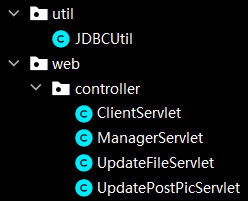 util
JDBCUtil
web
controller
ClientServlet
ManagerServlet
UpdateFileServlet
UpdatePostPicServlet